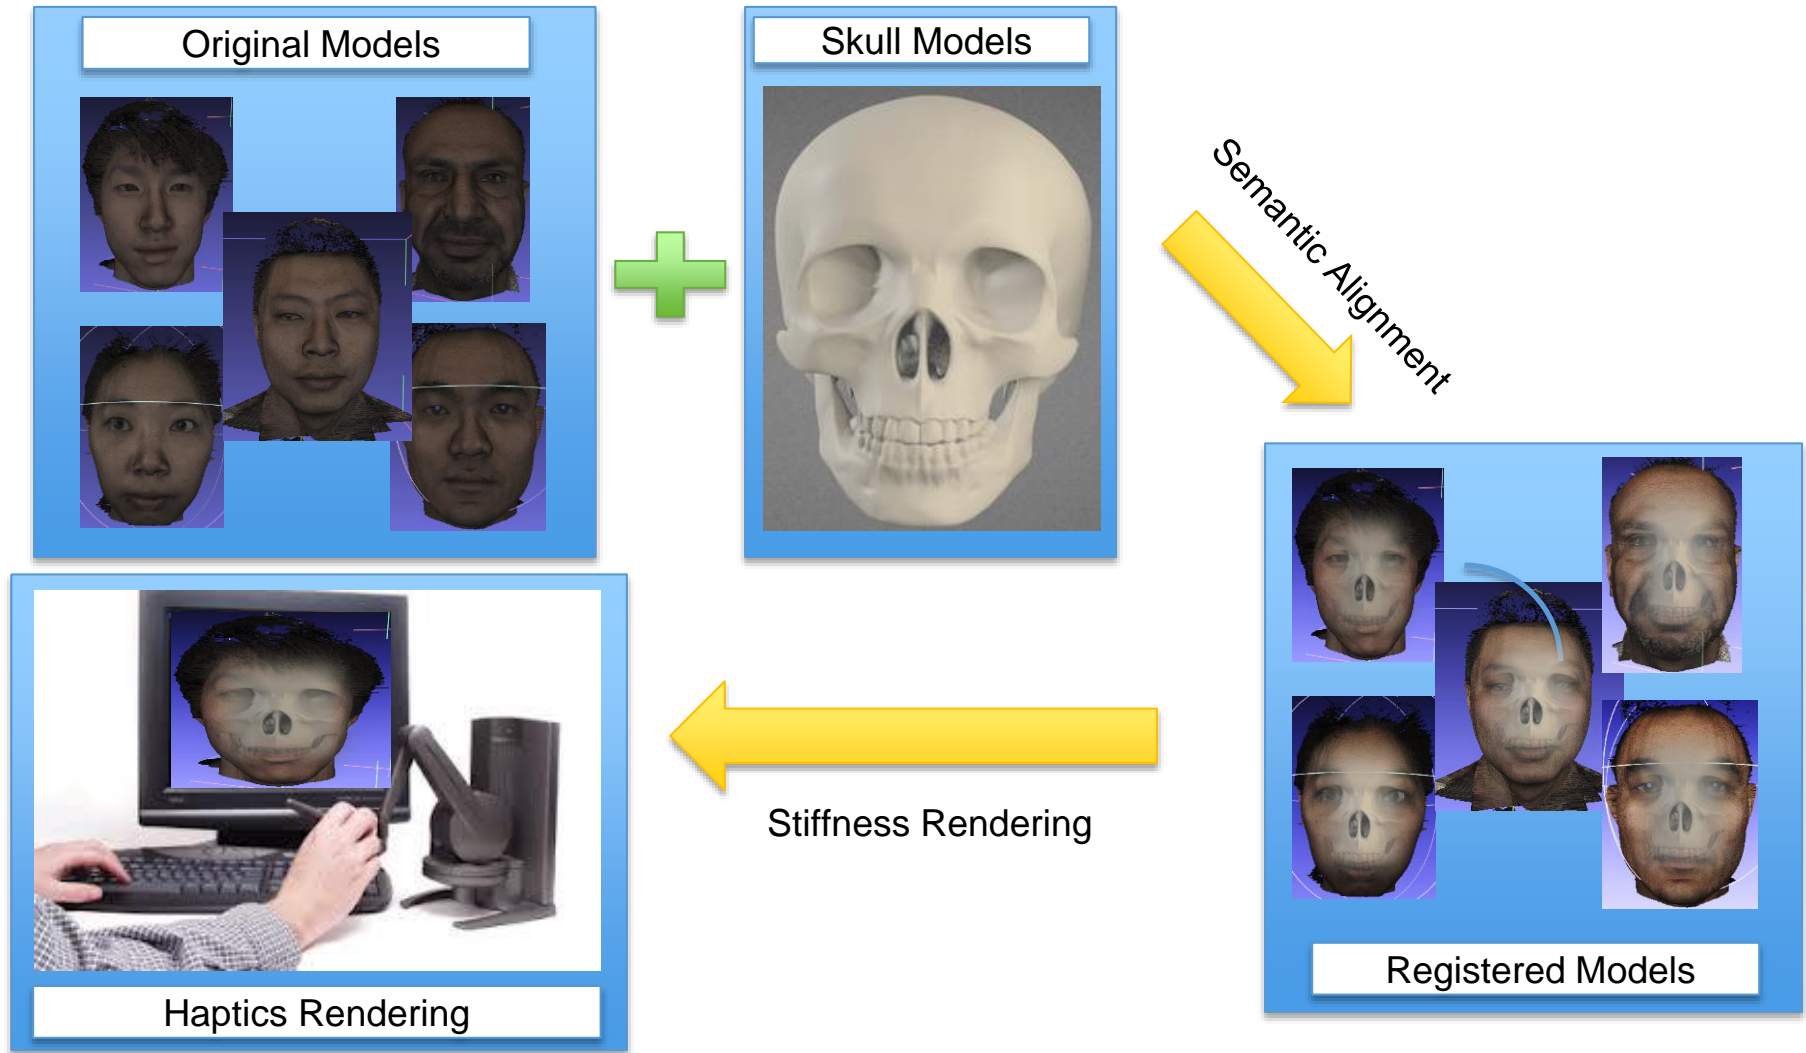 Original Models
Skull Models
Semantic Alignment
Stiffness Rendering
Registered Models
Haptics Rendering